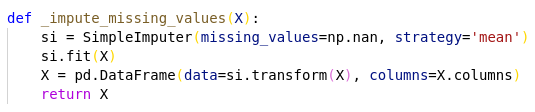 def _impute_missing_values(X):
    si = SimpleImputer(missing_values=np.nan, strategy='mean')
    si.fit(X)
    X = pd.DataFrame(data=si.transform(X), columns=X.columns)
    return X